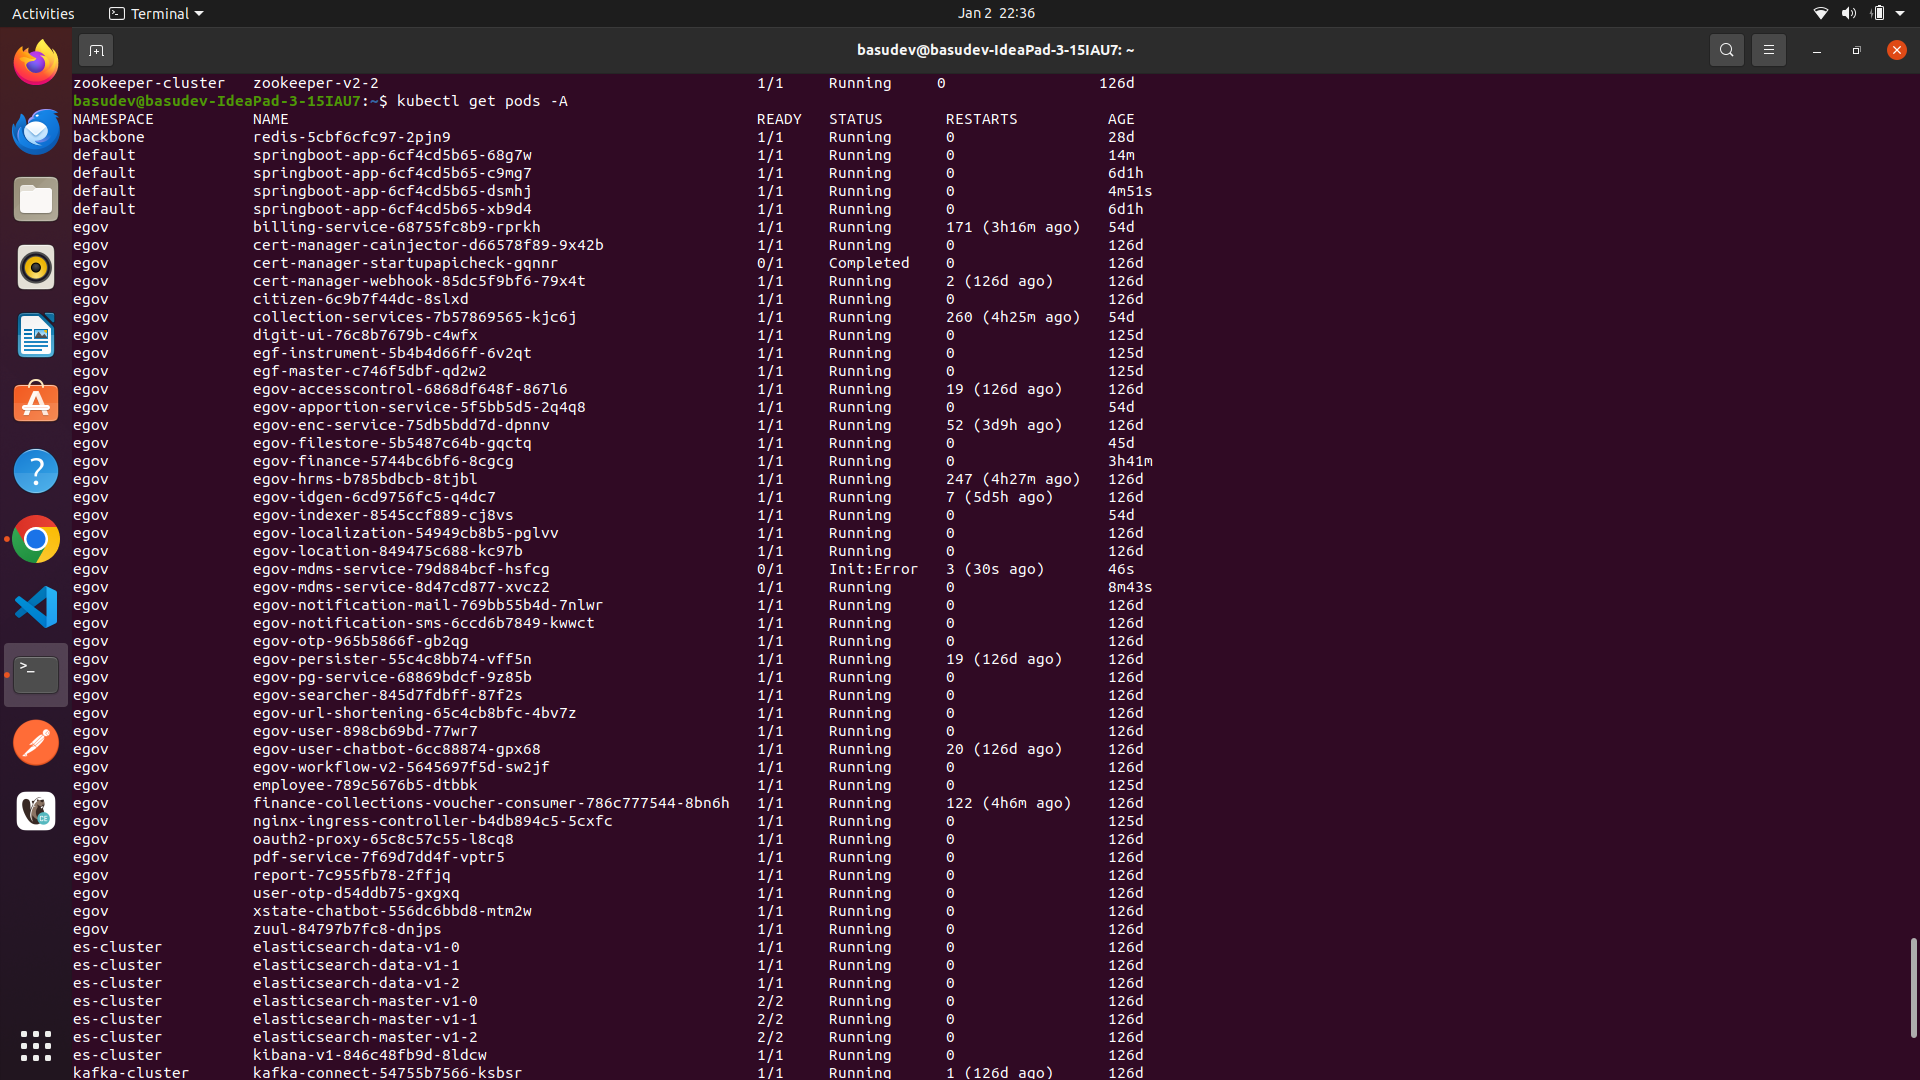 Activities Terminal Jan 2 22:36
basudev@basudev-IdeaPad-3-15IAU7: ~
zookeeper-cluster zookeeper-v2-2 1/1 Running 0 126d
basudev@basudev-IdeaPad-3-15IAU7:~$ kubectl get pods -A
NAMESPACE NAME READY STATUS RESTARTS AGE
backbone redis-5cbf6cfc97-2pjn9 1/1 Running 0 28d
default springboot-app-6cf4cd5b65-68g7w 1/1 Running 0 14m
default springboot-app-6cf4cd5b65-c9mg7 1/1 Running 0 6d1h
default springboot-app-6cf4cd5b65-dsmhj 1/1 Running 0 4m51s
default springboot-app-6cf4cd5b65-xb9d4 1/1 Running 0 6d1h
egov billing-service-68755fc8b9-rprkh 1/1 Running 171 (3h16m ago) 54d
egov cert-manager-cainjector-d66578f89-9x42b 1/1 Running 0 126d
egov cert-manager-startupapicheck-gqnnr 0/1 Completed 0 126d
egov cert-manager-webhook-85dc5f9bf6-79x4t 1/1 Running 2 (126d ago) 126d
egov citizen-6c9b7f44dc-8slxd 1/1 Running 0 126d
egov collection-services-7b57869565-kjc6j 1/1 Running 260 (4h25m ago) 54d
egov digit-ui-76c8b7679b-c4wfx 1/1 Running 0 125d
egov egf-instrument-5b4b4d66ff-6v2qt 1/1 Running 0 125d
egov egf-master-c746f5dbf-qd2w2 1/1 Running 0 125d
egov egov-accesscontrol-6868df648f-867l6 1/1 Running 19 (126d ago) 126d
egov egov-apportion-service-5f5bb5d5-2q4q8 1/1 Running 0 54d
egov egov-enc-service-75db5bdd7d-dpnnv 1/1 Running 52 (3d9h ago) 126d
egov egov-filestore-5b5487c64b-gqctq 1/1 Running 0 45d
egov egov-finance-5744bc6bf6-8cgcg 1/1 Running 0 3h41m
egov egov-hrms-b785bdbcb-8tjbl 1/1 Running 247 (4h27m ago) 126d
egov egov-idgen-6cd9756fc5-q4dc7 1/1 Running 7 (5d5h ago) 126d
egov egov-indexer-8545ccf889-cj8vs 1/1 Running 0 54d
egov egov-localization-54949cb8b5-pglvv 1/1 Running 0 126d
egov egov-location-849475c688-kc97b 1/1 Running 0 126d
egov egov-mdms-service-79d884bcf-hsfcg 0/1 Init:Error 3 (30s ago) 46s
egov egov-mdms-service-8d47cd877-xvcz2 1/1 Running 0 8m43s
egov egov-notification-mail-769bb55b4d-7nlwr 1/1 Running 0 126d
egov egov-notification-sms-6ccd6b7849-kwwct 1/1 Running 0 126d
egov egov-otp-965b5866f-gb2qg 1/1 Running 0 126d
egov egov-persister-55c4c8bb74-vff5n 1/1 Running 19 (126d ago) 126d
egov egov-pg-service-68869bdcf-9z85b 1/1 Running 0 126d
egov egov-searcher-845d7fdbff-87f2s 1/1 Running 0 126d
egov egov-url-shortening-65c4cb8bfc-4bv7z 1/1 Running 0 126d
egov egov-user-898cb69bd-77wr7 1/1 Running 0 126d
egov egov-user-chatbot-6cc88874-gpx68 1/1 Running 20 (126d ago) 126d
egov egov-workflow-v2-5645697f5d-sw2jf 1/1 Running 0 126d
egov employee-789c5676b5-dtbbk 1/1 Running 0 125d
egov finance-collections-voucher-consumer-786c777544-8bn6h 1/1 Running 122 (4h6m ago) 126d
egov nginx-ingress-controller-b4db894c5-5cxfc 1/1 Running 0 125d
egov oauth2-proxy-65c8c57c55-l8cq8 1/1 Running 0 126d
egov pdf-service-7f69d7dd4f-vptr5 1/1 Running 0 126d
egov report-7c955fb78-2ffjq 1/1 Running 0 126d
egov user-otp-d54ddb75-gxgxq 1/1 Running 0 126d
egov xstate-chatbot-556dc6bbd8-mtm2w 1/1 Running 0 126d
egov zuul-84797b7fc8-dnjps 1/1 Running 0 126d
es-cluster elasticsearch-data-v1-0 1/1 Running 0 126d
es-cluster elasticsearch-data-v1-1 1/1 Running 0 126d
es-cluster elasticsearch-data-v1-2 1/1 Running 0 126d
es-cluster elasticsearch-master-v1-0 2/2 Running 0 126d
es-cluster elasticsearch-master-v1-1 2/2 Running 0 126d
es-cluster elasticsearch-master-v1-2 2/2 Running 0 126d
es-cluster kibana-v1-846c48fb9d-8ldcw 1/1 Running 0 126d
kafka-cluster kafka-connect-54755b7566-ksbsr 1/1 Running 1 (126d ago) 126d